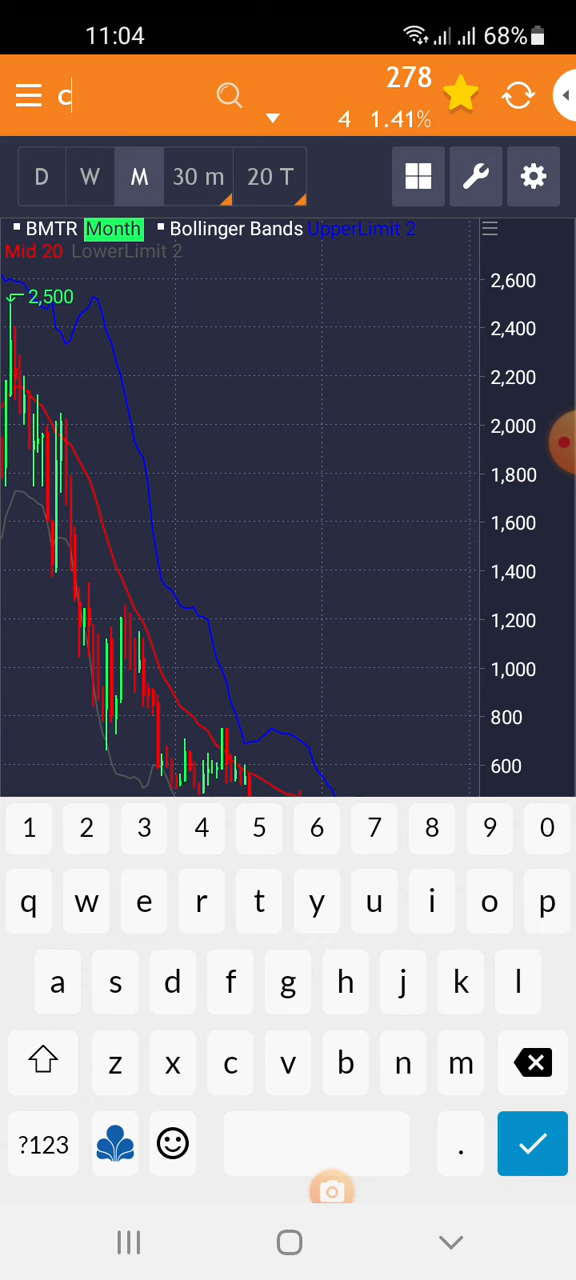 11:04 68%
c 278
4 1.41%
D W M 30 m 20 T
BMTR Month Bollinger Bands UpperLimit 2
Mid 20 LowerLimit 2
2,600
2,500
2,400
2,200
2,000
1,800
1,600
1,400
1,200
1,000
800
600
1 2 3 4 5 6 7 8 9 0
q w e r t y u i o p
a s d f g h j k l
z x c v b n m
?123 .